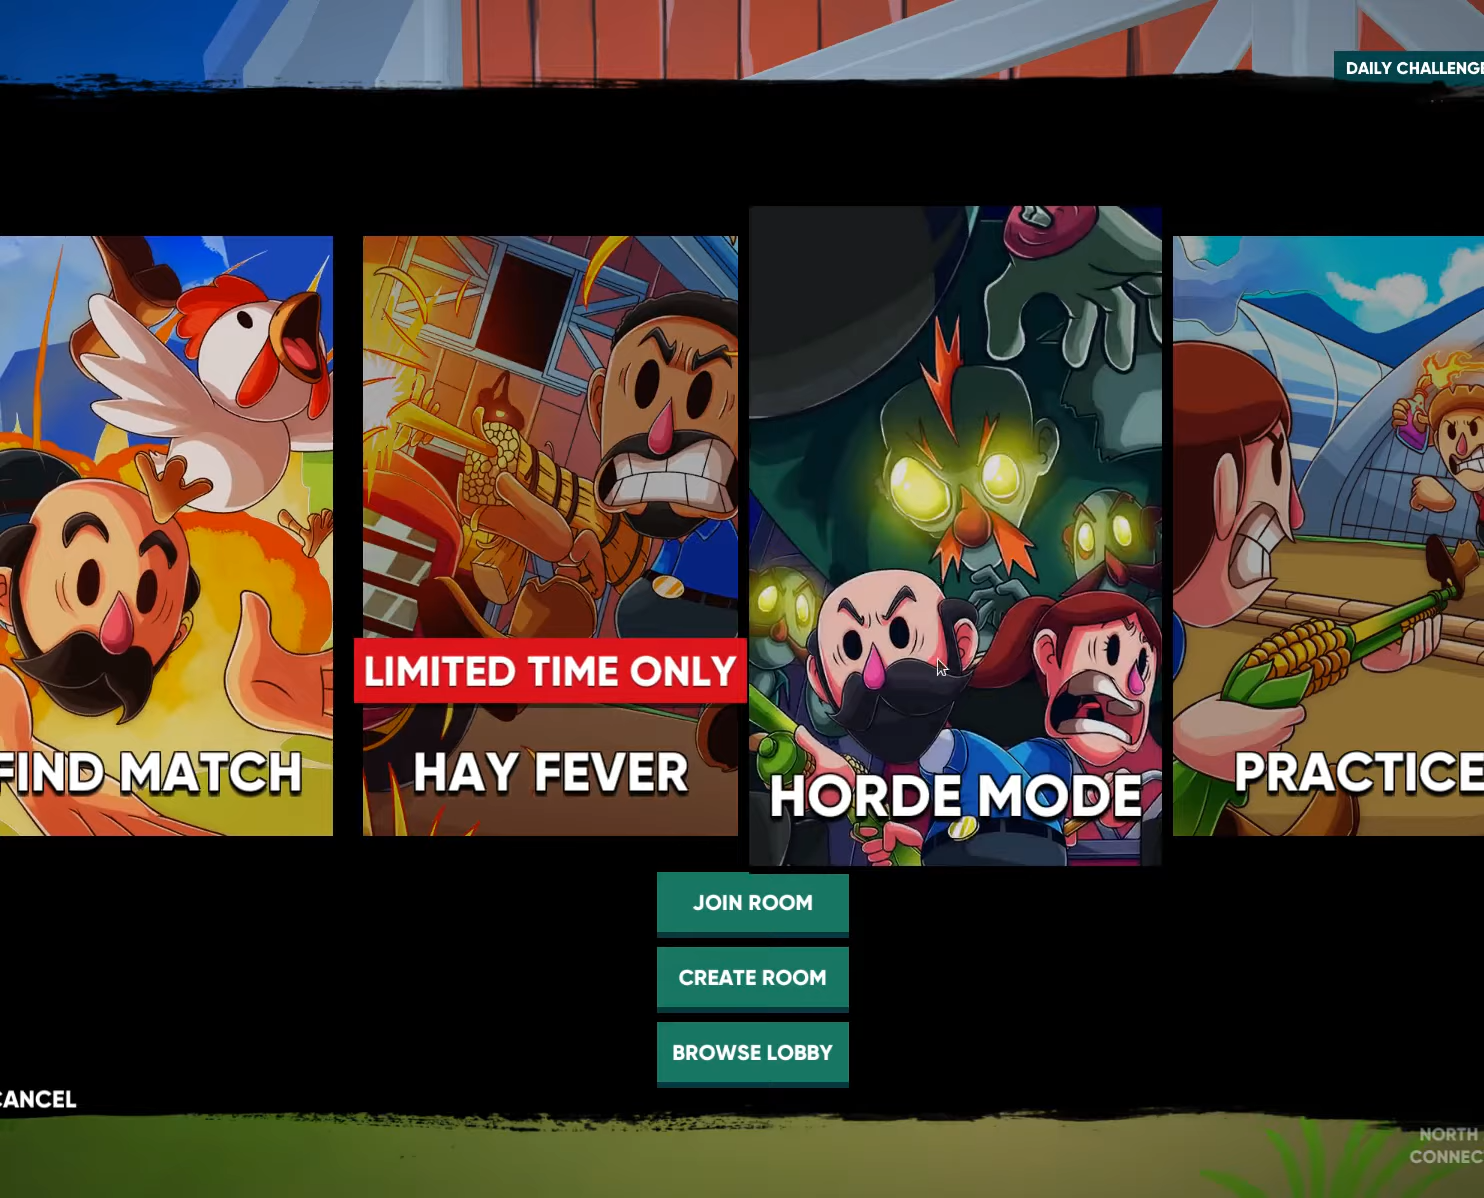 DAILY CHALLENGE
LIMITED TIME ONLY
FIND MATCH
HAY FEVER
HORDE MODE
PRACTICE
JOIN ROOM
CREATE ROOM
BROWSE LOBBY
CANCEL
NORTH
CONNEC